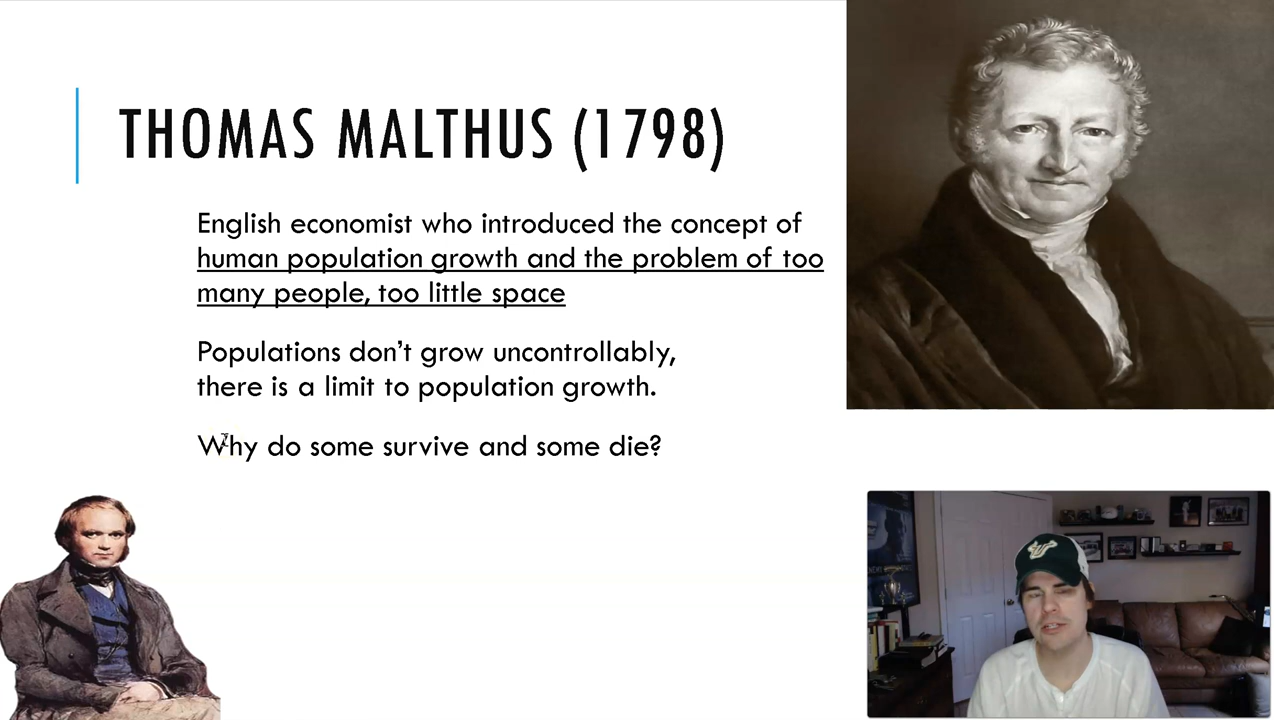 THOMAS MALTHUS (1798)
English economist who introduced the concept of
human population growth and the problem of too
many people, too little space
Populations don't grow uncontrollably,
there is a limit to population growth.
Why do some survive and some die?